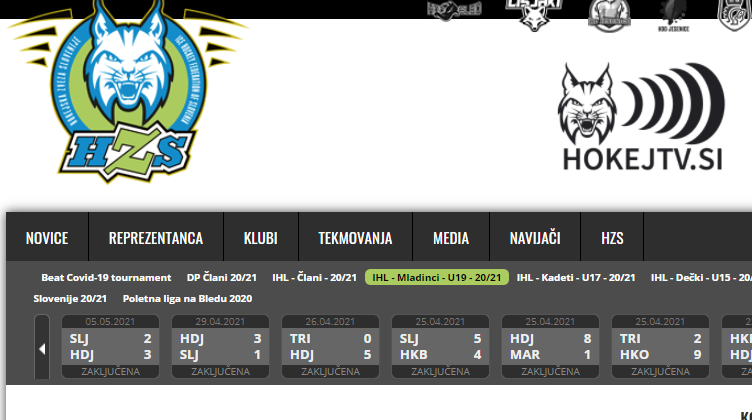 LISJAKI
HDD JESENICE
HOKEJSKA ZVEZA SLOVENIJE
ICE HOCKEY FEDERATION OF SLOVENIA
HZS
HOKEJTV.SI
NOVICE REPREZENTANCA KLUBI TEKMOVANJA MEDIA NAVIJAČI HZS
Beat Covid-19 tournament DP Člani 20/21 IHL - Člani - 20/21 IHL - Mladinci - U19 - 20/21 IHL - Kadeti - U17 - 20/21 IHL - Dečki - U15 - 20/
Slovenije 20/21 Poletna liga na Bledu 2020
05.05.2021 29.04.2021 26.04.2021 25.04.2021 25.04.2021 25.04.2021
SLJ 2 HDJ 3 TRI 0 SLJ 5 HDJ 8 TRI 2
HDJ 3 SLJ 1 HDJ 5 HKB 4 MAR 1 HKO 9 HDJ
ZAKLJUČENA ZAKLJUČENA ZAKLJUČENA ZAKLJUČENA ZAKLJUČENA ZAKLJUČENA